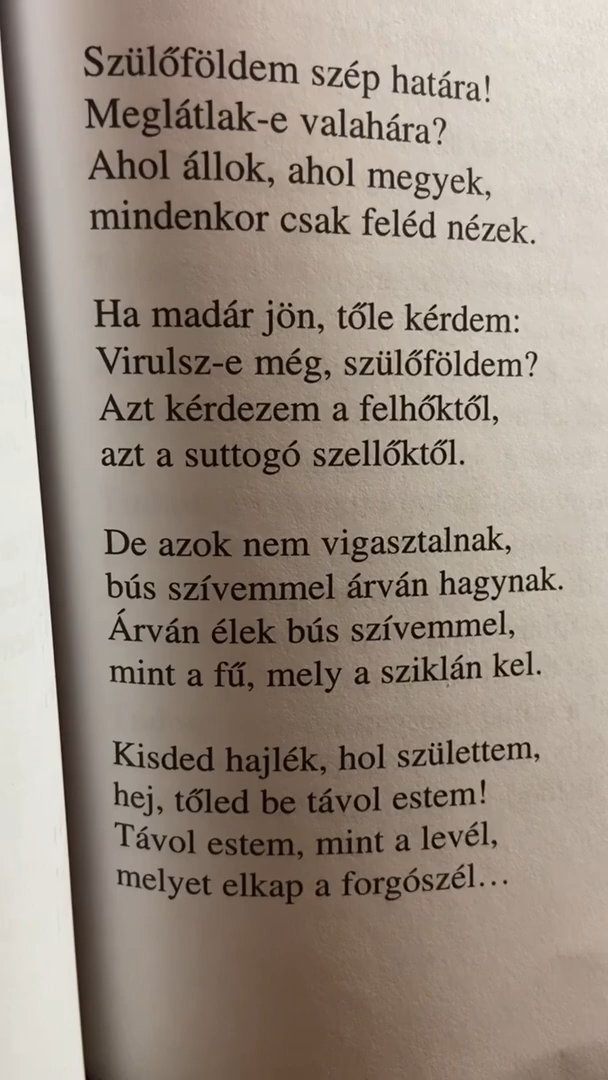 Szülőföldem szép határa!
Meglátlak-e valahára?
Ahol állok, ahol megyek,
mindenkor csak feléd nézek.
Ha madár jön, tőle kérdem:
Virulsz-e még, szülőföldem?
Azt kérdezem a felhőktől,
azt a suttogó szellőktől.
De azok nem vigasztalnak,
bús szívemmel árván hagynak.
Árván élek bús szívemmel,
mint a fű, mely a sziklán kel.
Kisded hajlék, hol születtem,
hej, tőled be távol estem!
Távol estem, mint a levél,
melyet elkap a forgószél...